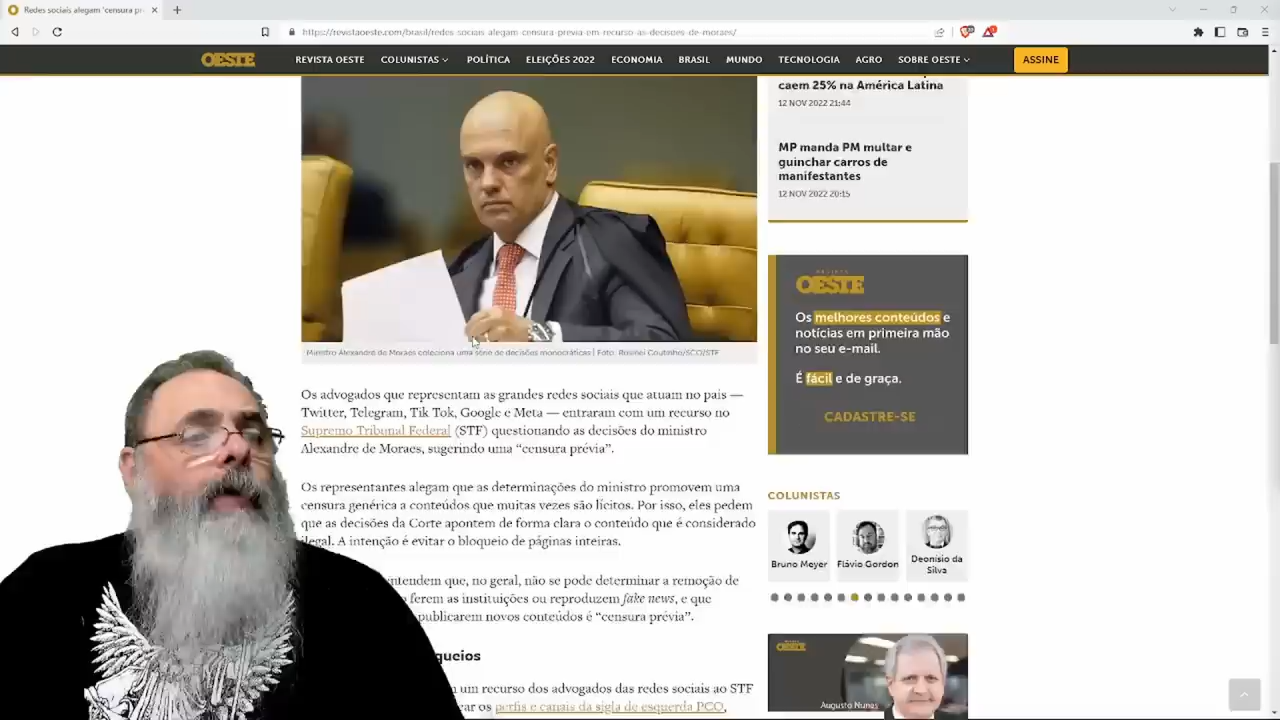 Redes sociais alegam 'censura pr
https://revistaoeste.com/brasil/redes-sociais-alegam-censura-previa-em-recurso-as-decisoes-de-moraes/
OESTE
REVISTA OESTE COLUNISTAS POLÍTICA ELEIÇÕES 2022 ECONOMIA BRASIL MUNDO TECNOLOGIA AGRO SOBRE OESTE ASSINE
Ministro Alexandre de Moraes coleciona uma série de decisões monocráticas | Foto: Rosinei Coutinho/SCO/STF
Os advogados que representam as grandes redes sociais que atuam no país —
Twitter, Telegram, Tik Tok, Google e Meta — entraram com um recurso no
Supremo Tribunal Federal (STF) questionando as decisões do ministro
Alexandre de Moraes, sugerindo uma “censura prévia”.
Os representantes alegam que as determinações do ministro promovem uma
censura genérica a conteúdos que muitas vezes são lícitos. Por isso, eles pedem
que as decisões da Corte apontem de forma clara o conteúdo que é considerado
ilegal. A intenção é evitar o bloqueio de páginas inteiras.
ntendem que, no geral, não se pode determinar a remoção de
ferem as instituições ou reproduzem fake news, e que
publicarem novos conteúdos é “censura prévia”.
queios
um recurso dos advogados das redes sociais ao STF
ar os perfis e canais da sigla de esquerda PCO,
caem 25% na América Latina
12 NOV 2022 21:44
MP manda PM multar e
guinchar carros de
manifestantes
12 NOV 2022 20:15
REVISTA
OESTE
Os melhores conteúdos e
notícias em primeira mão
no seu e-mail.
É fácil e de graça.
CADASTRE-SE
COLUNISTAS
Bruno Meyer
Flávio Gordon
Deonísio da
Silva
OESTE
Augusto Nunes